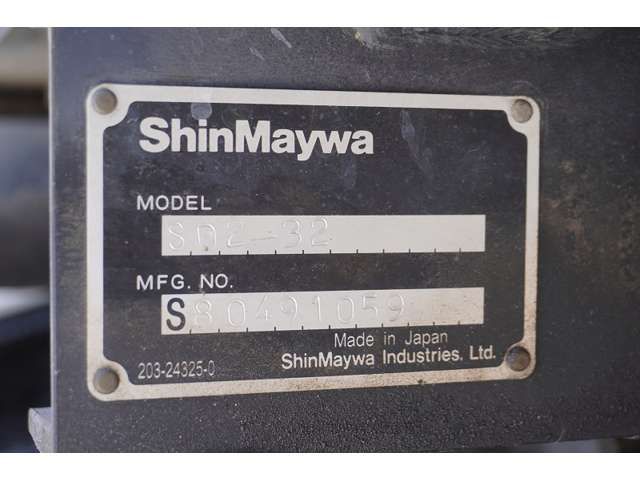 ShinMaywa
MODEL
SD2-32
MFG. NO.
S80491059
Made in Japan
203-24325-0
ShinMaywa Industries. Ltd.